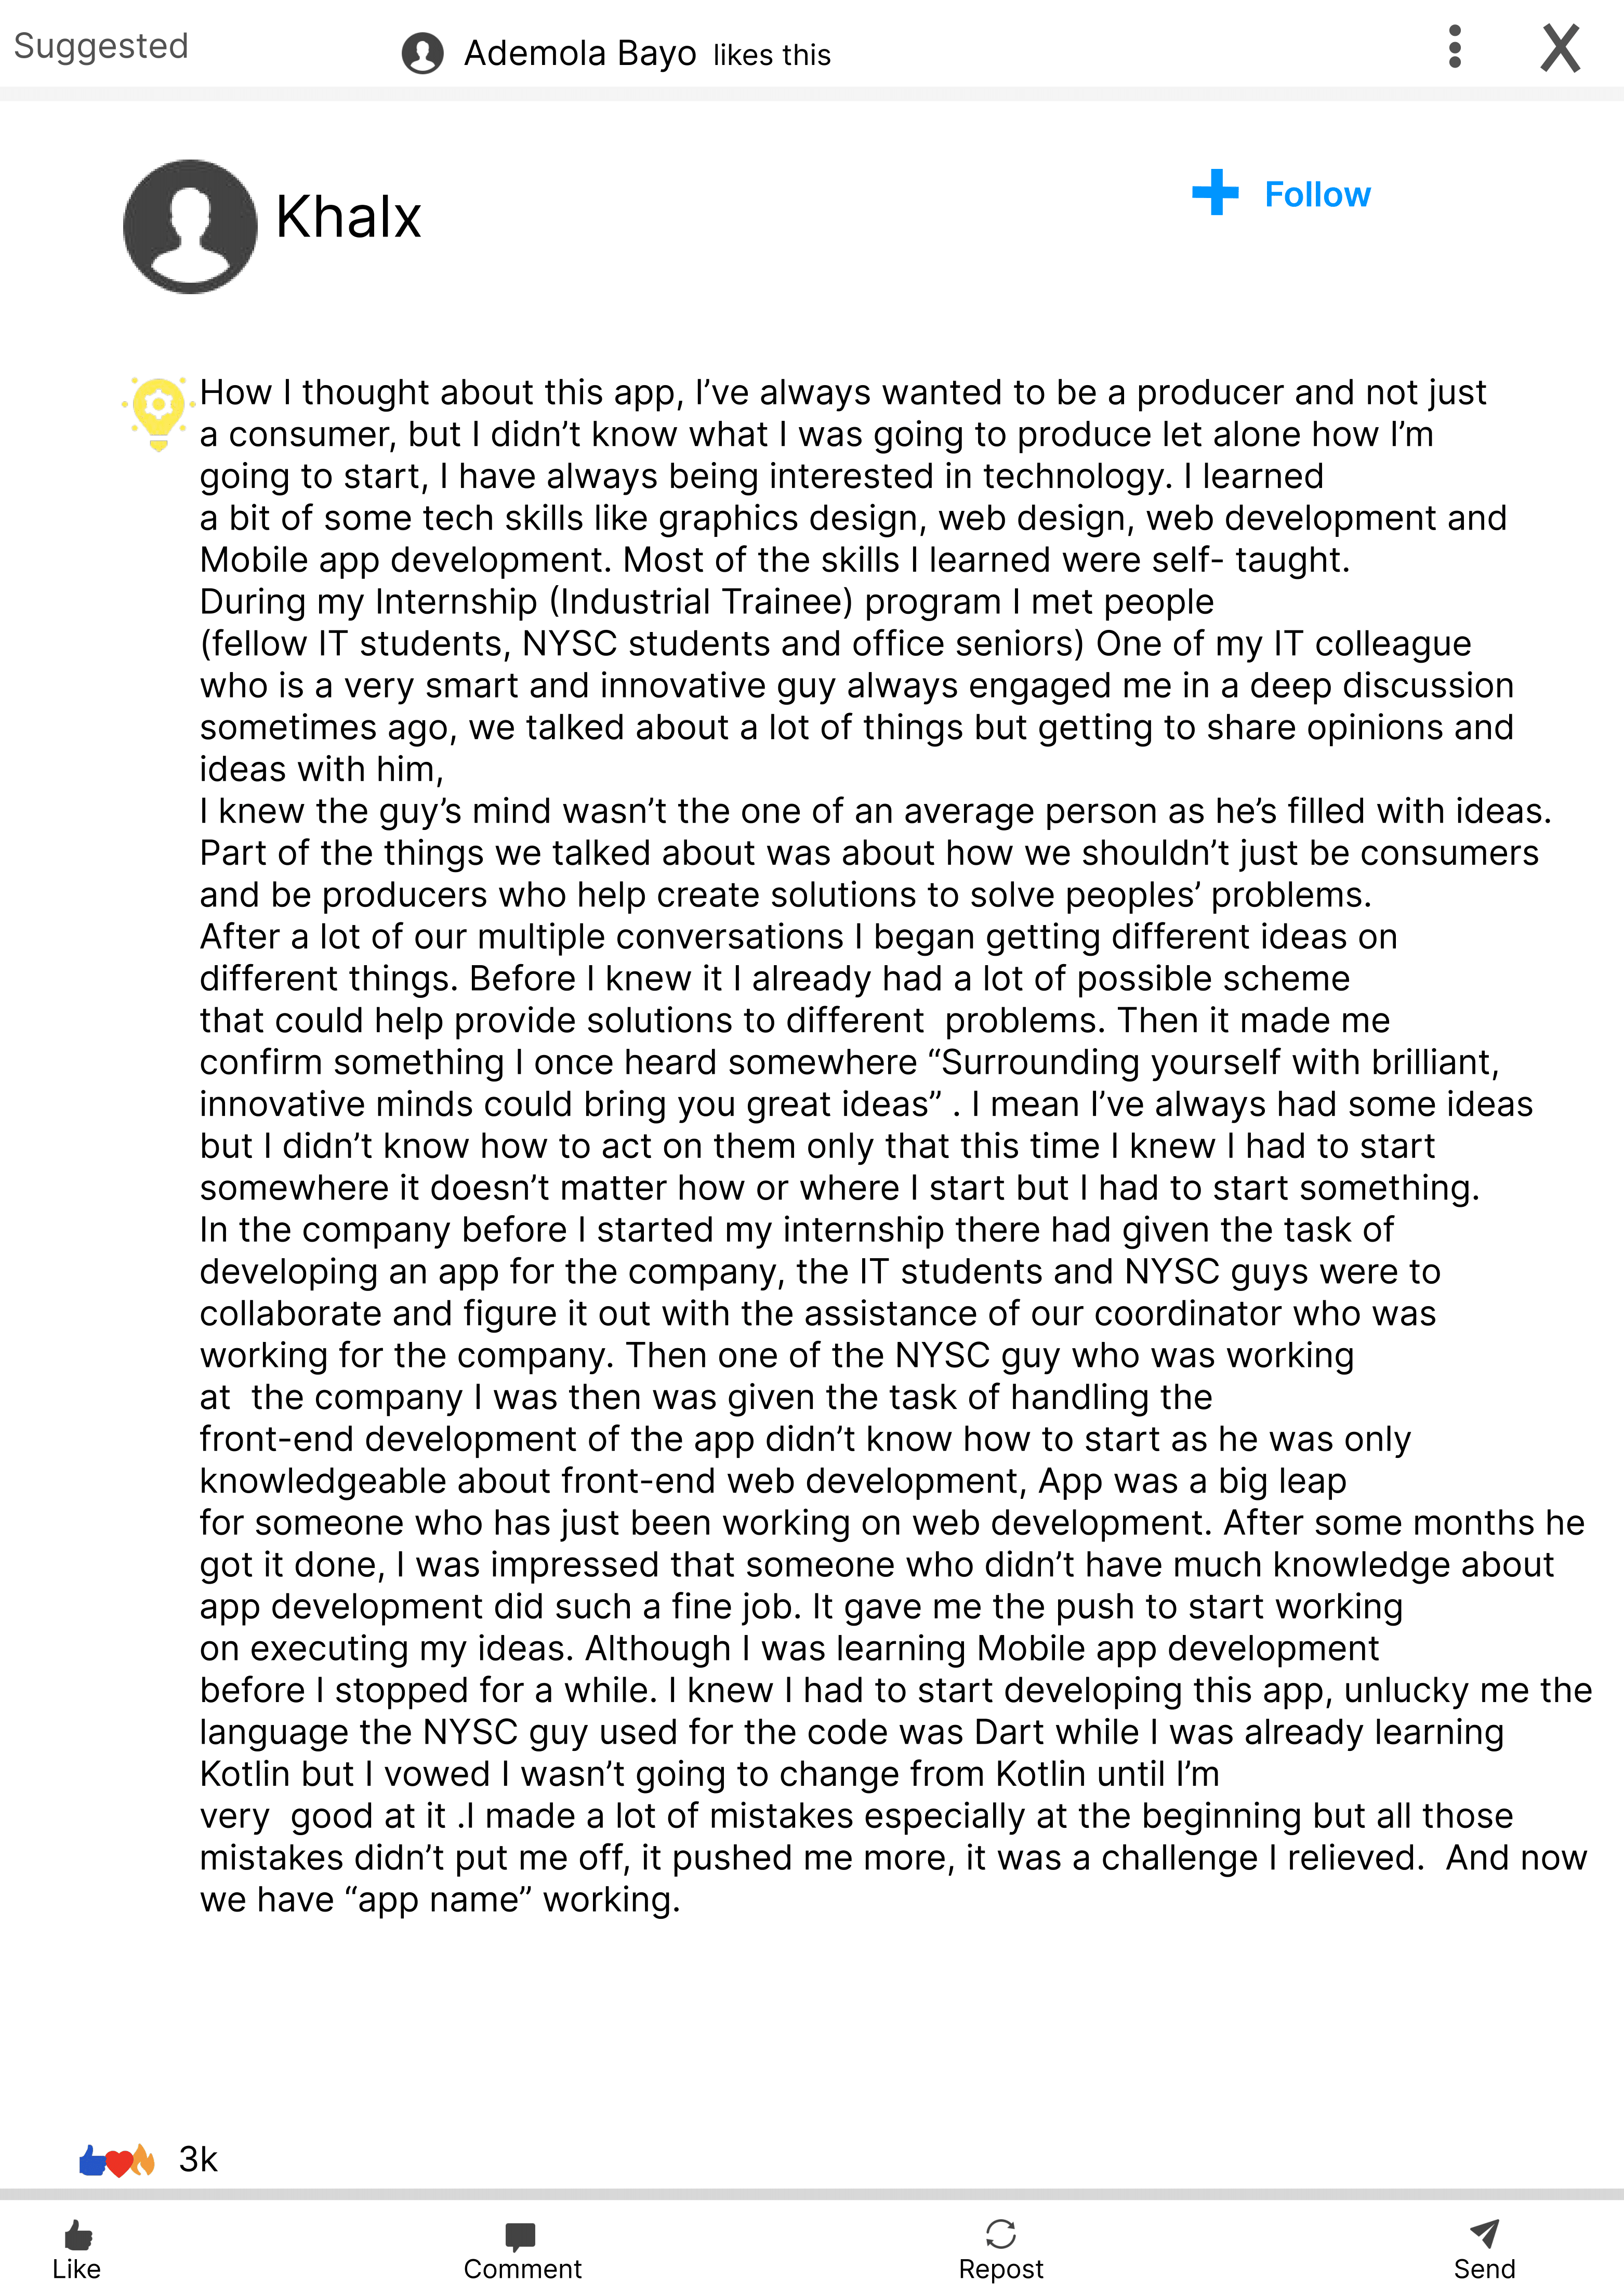 Suggested
Ademola Bayo likes this
Khalx
Follow
How I thought about this app, I’ve always wanted to be a producer and not just
a consumer, but I didn’t know what I was going to produce let alone how I’m
going to start, I have always being interested in technology. I learned
a bit of some tech skills like graphics design, web design, web development and
Mobile app development. Most of the skills I learned were self- taught.
During my Internship (Industrial Trainee) program I met people
(fellow IT students, NYSC students and office seniors) One of my IT colleague
who is a very smart and innovative guy always engaged me in a deep discussion
sometimes ago, we talked about a lot of things but getting to share opinions and
ideas with him,
I knew the guy’s mind wasn’t the one of an average person as he’s filled with ideas.
Part of the things we talked about was about how we shouldn’t just be consumers
and be producers who help create solutions to solve peoples’ problems.
After a lot of our multiple conversations I began getting different ideas on
different things. Before I knew it I already had a lot of possible scheme
that could help provide solutions to different  problems. Then it made me
confirm something I once heard somewhere “Surrounding yourself with brilliant,
innovative minds could bring you great ideas” . I mean I’ve always had some ideas
but I didn’t know how to act on them only that this time I knew I had to start
somewhere it doesn’t matter how or where I start but I had to start something.
In the company before I started my internship there had given the task of
developing an app for the company, the IT students and NYSC guys were to
collaborate and figure it out with the assistance of our coordinator who was
working for the company. Then one of the NYSC guy who was working
at  the company I was then was given the task of handling the
front-end development of the app didn’t know how to start as he was only
knowledgeable about front-end web development, App was a big leap
for someone who has just been working on web development. After some months he
got it done, I was impressed that someone who didn’t have much knowledge about
app development did such a fine job. It gave me the push to start working
on executing my ideas. Although I was learning Mobile app development
before I stopped for a while. I knew I had to start developing this app, unlucky me the
language the NYSC guy used for the code was Dart while I was already learning
Kotlin but I vowed I wasn’t going to change from Kotlin until I’m
very  good at it .I made a lot of mistakes especially at the beginning but all those
mistakes didn’t put me off, it pushed me more, it was a challenge I relieved.  And now
we have “app name” working.
3k
Like
Comment
Repost
Send